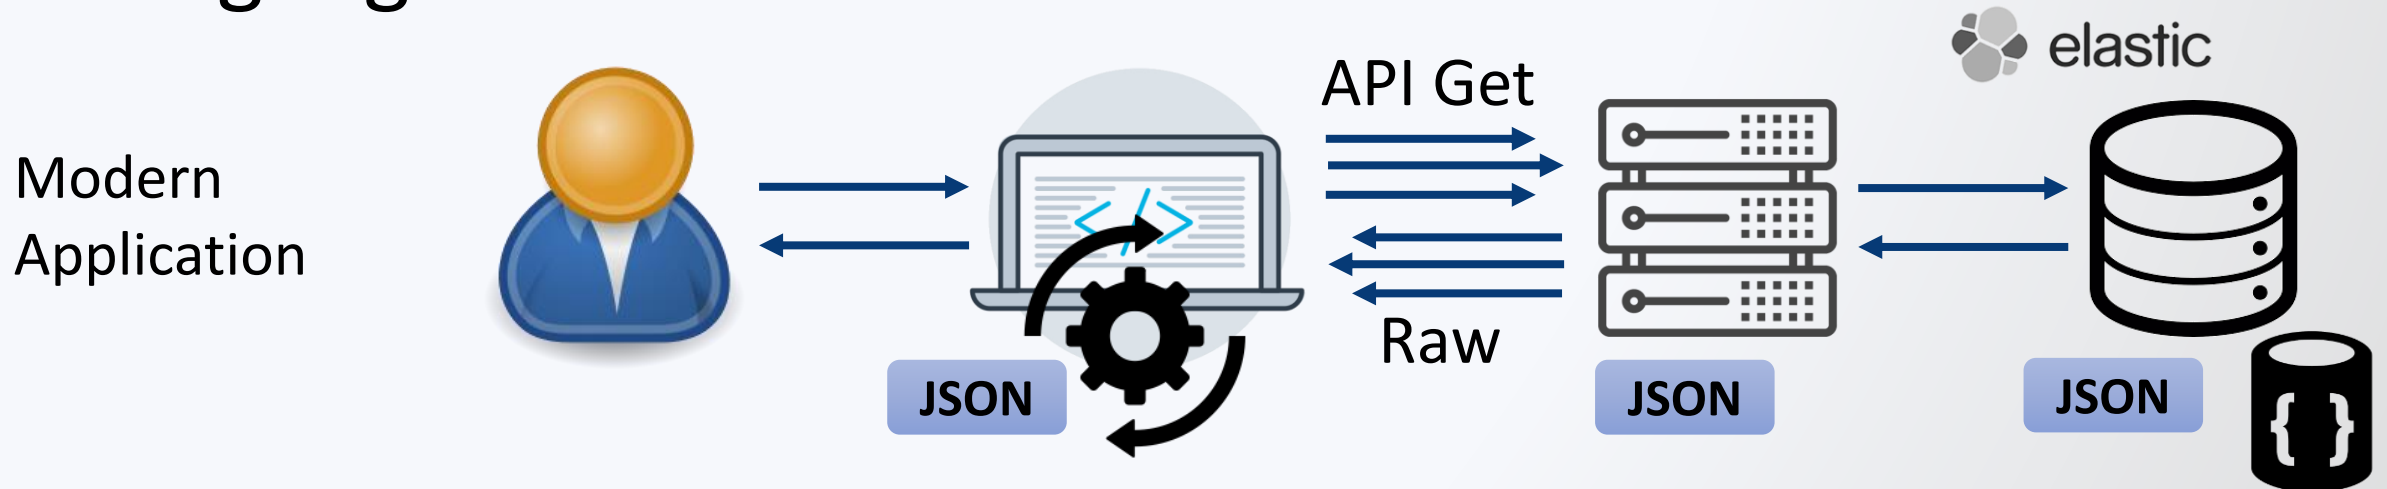 elastic
API Get
Modern
Application
Raw
JSON
JSON
JSON
{ }